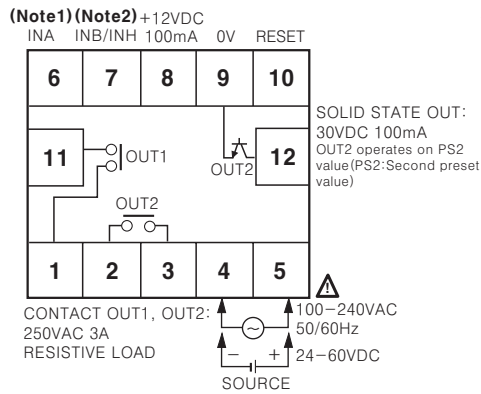 (Note1) (Note2) +12VDC
INA INB/INH 100mA 0V RESET
6 7 8 9 10
SOLID STATE OUT:
30VDC 100mA
OUT2 operates on PS2
value(PS2:Second preset
value)
11 OUT1 OUT2 12
OUT2
1 2 3 4 5
CONTACT OUT1, OUT2:
250VAC 3A
RESISTIVE LOAD
100-240VAC
50/60Hz
− + 24-60VDC
SOURCE